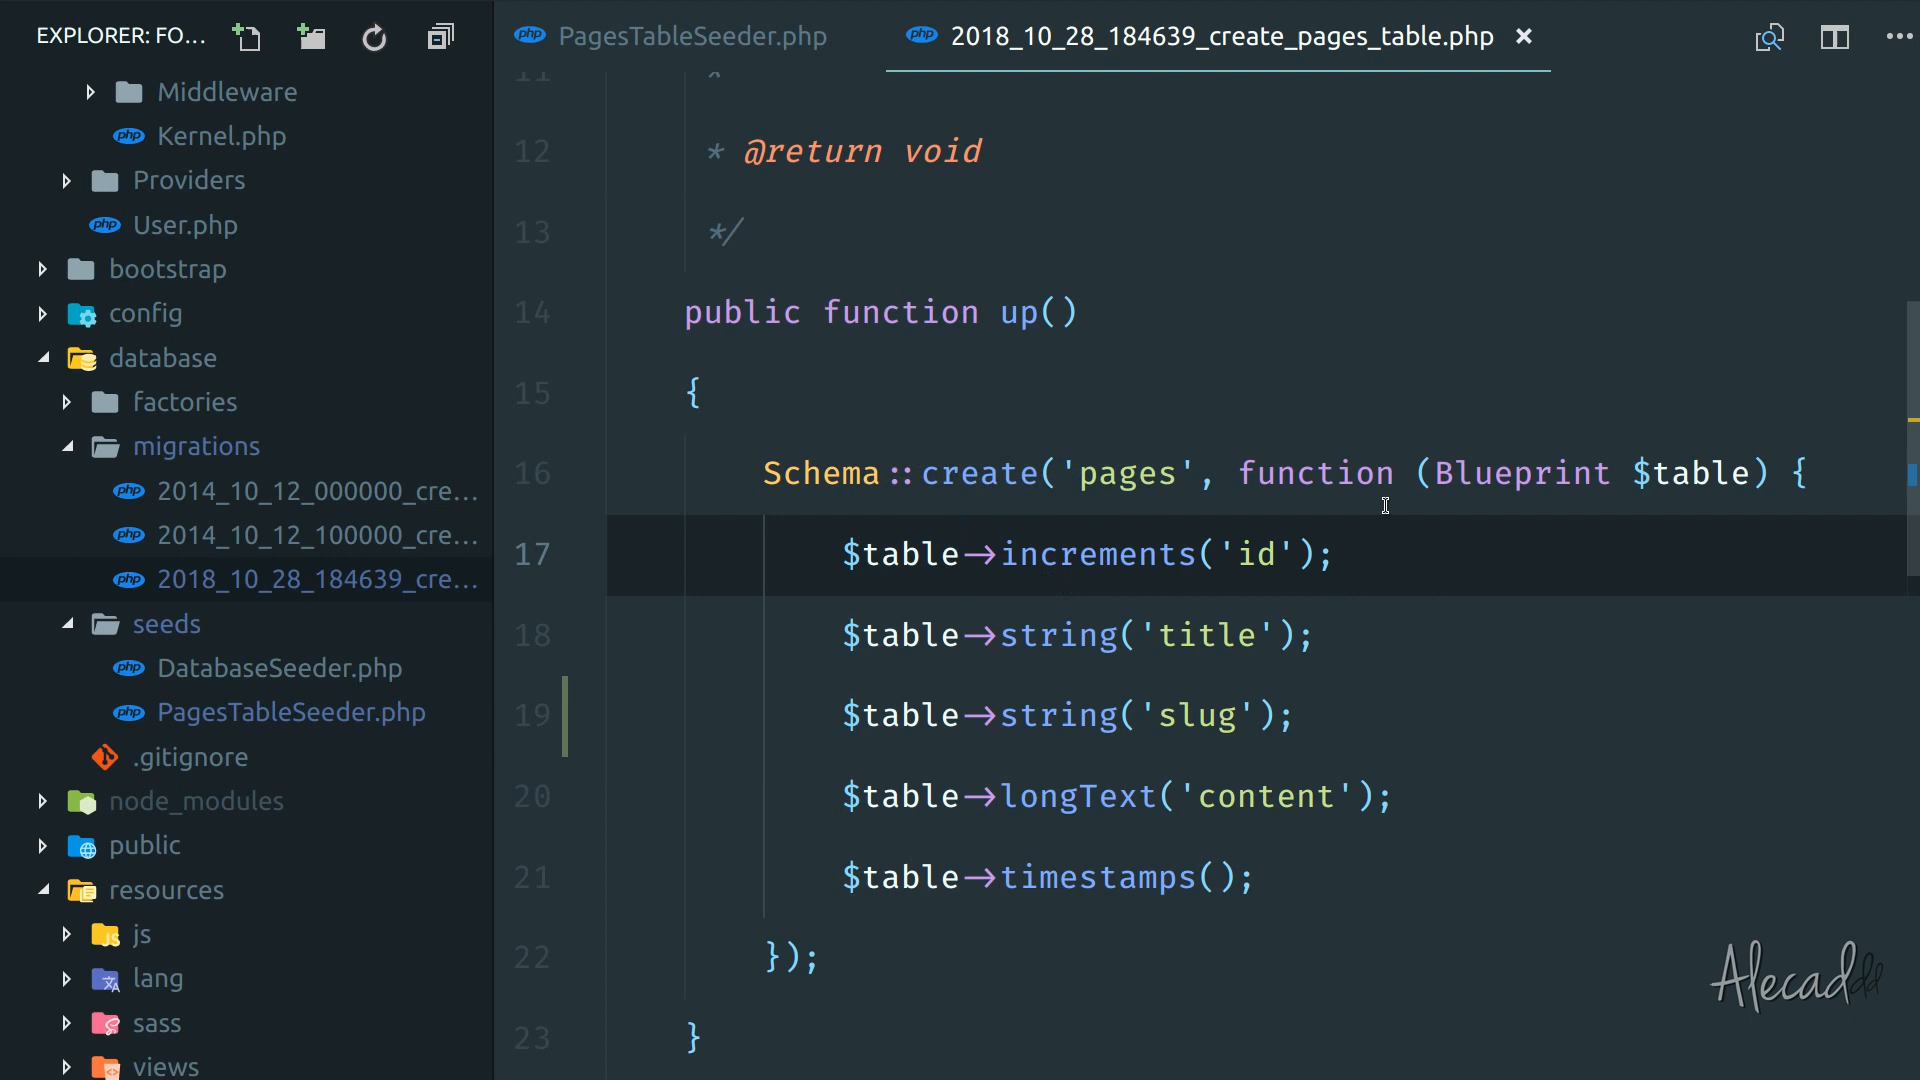 EXPLORER: FO...
Middleware
Kernel.php
Providers
User.php
bootstrap
config
database
factories
migrations
2014_10_12_000000_cre...
2014_10_12_100000_cre...
2018_10_28_184639_cre...
seeds
DatabaseSeeder.php
PagesTableSeeder.php
.gitignore
node_modules
public
resources
js
lang
sass
views
PagesTableSeeder.php
2018_10_28_184639_create_pages_table.php
11 *
12 * @return void
13 */
14 public function up()
15 {
16 Schema::create('pages', function (Blueprint $table) {
17 $table->increments('id');
18 $table->string('title');
19 $table->string('slug');
20 $table->longText('content');
21 $table->timestamps();
22 });
23 }
Alecaddd